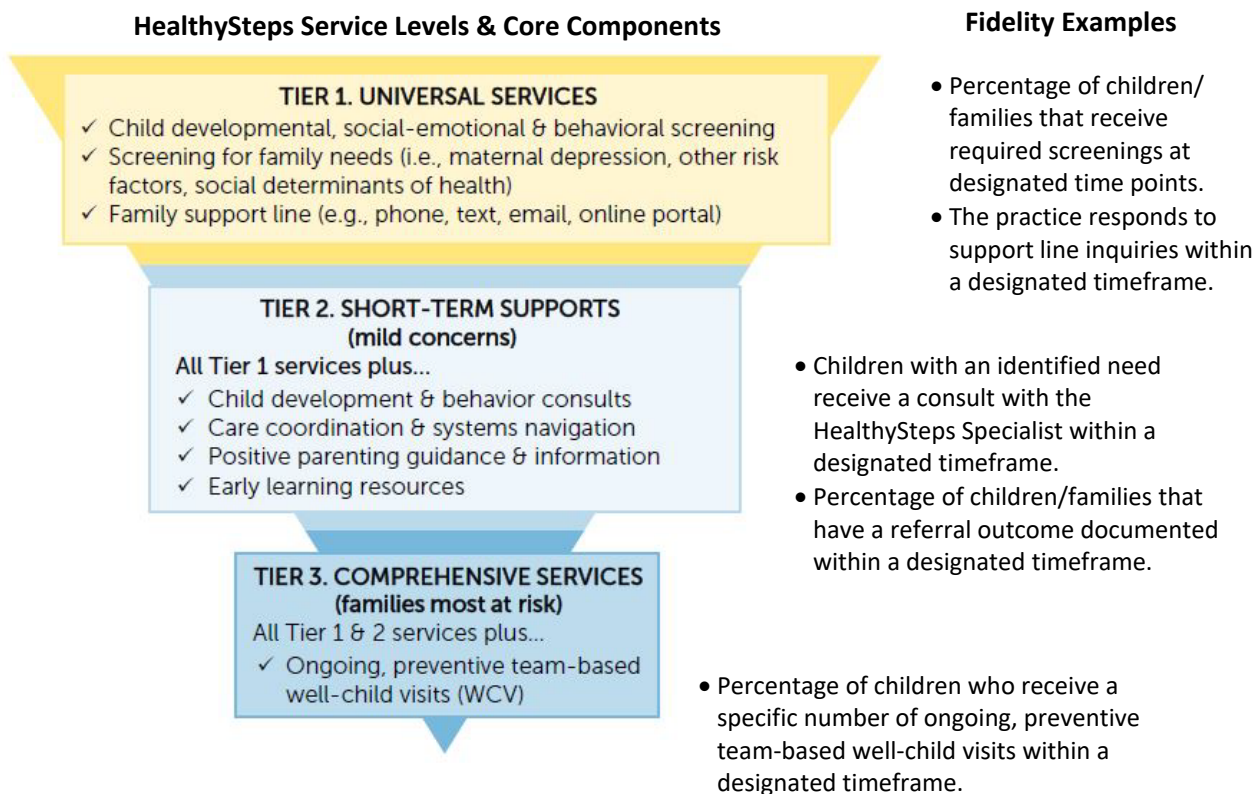 HealthySteps Service Levels & Core Components
TIER 1. UNIVERSAL SERVICES
✓ Child developmental, social-emotional & behavioral screening
✓ Screening for family needs (i.e., maternal depression, other risk
factors, social determinants of health)
✓ Family support line (e.g., phone, text, email, online portal)
TIER 2. SHORT-TERM SUPPORTS
(mild concerns)
All Tier 1 services plus...
✓ Child development & behavior consults
✓ Care coordination & systems navigation
✓ Positive parenting guidance & information
✓ Early learning resources
TIER 3. COMPREHENSIVE SERVICES
(families most at risk)
All Tier 1 & 2 services plus...
✓ Ongoing, preventive team-based
well-child visits (WCV)
Fidelity Examples
• Percentage of children/
families that receive
required screenings at
designated time points.
• The practice responds to
support line inquiries within
a designated timeframe.
• Children with an identified need
receive a consult with the
HealthySteps Specialist within a
designated timeframe.
• Percentage of children/families that
have a referral outcome documented
within a designated timeframe.
• Percentage of children who receive a
specific number of ongoing, preventive
team-based well-child visits within a
designated timeframe.